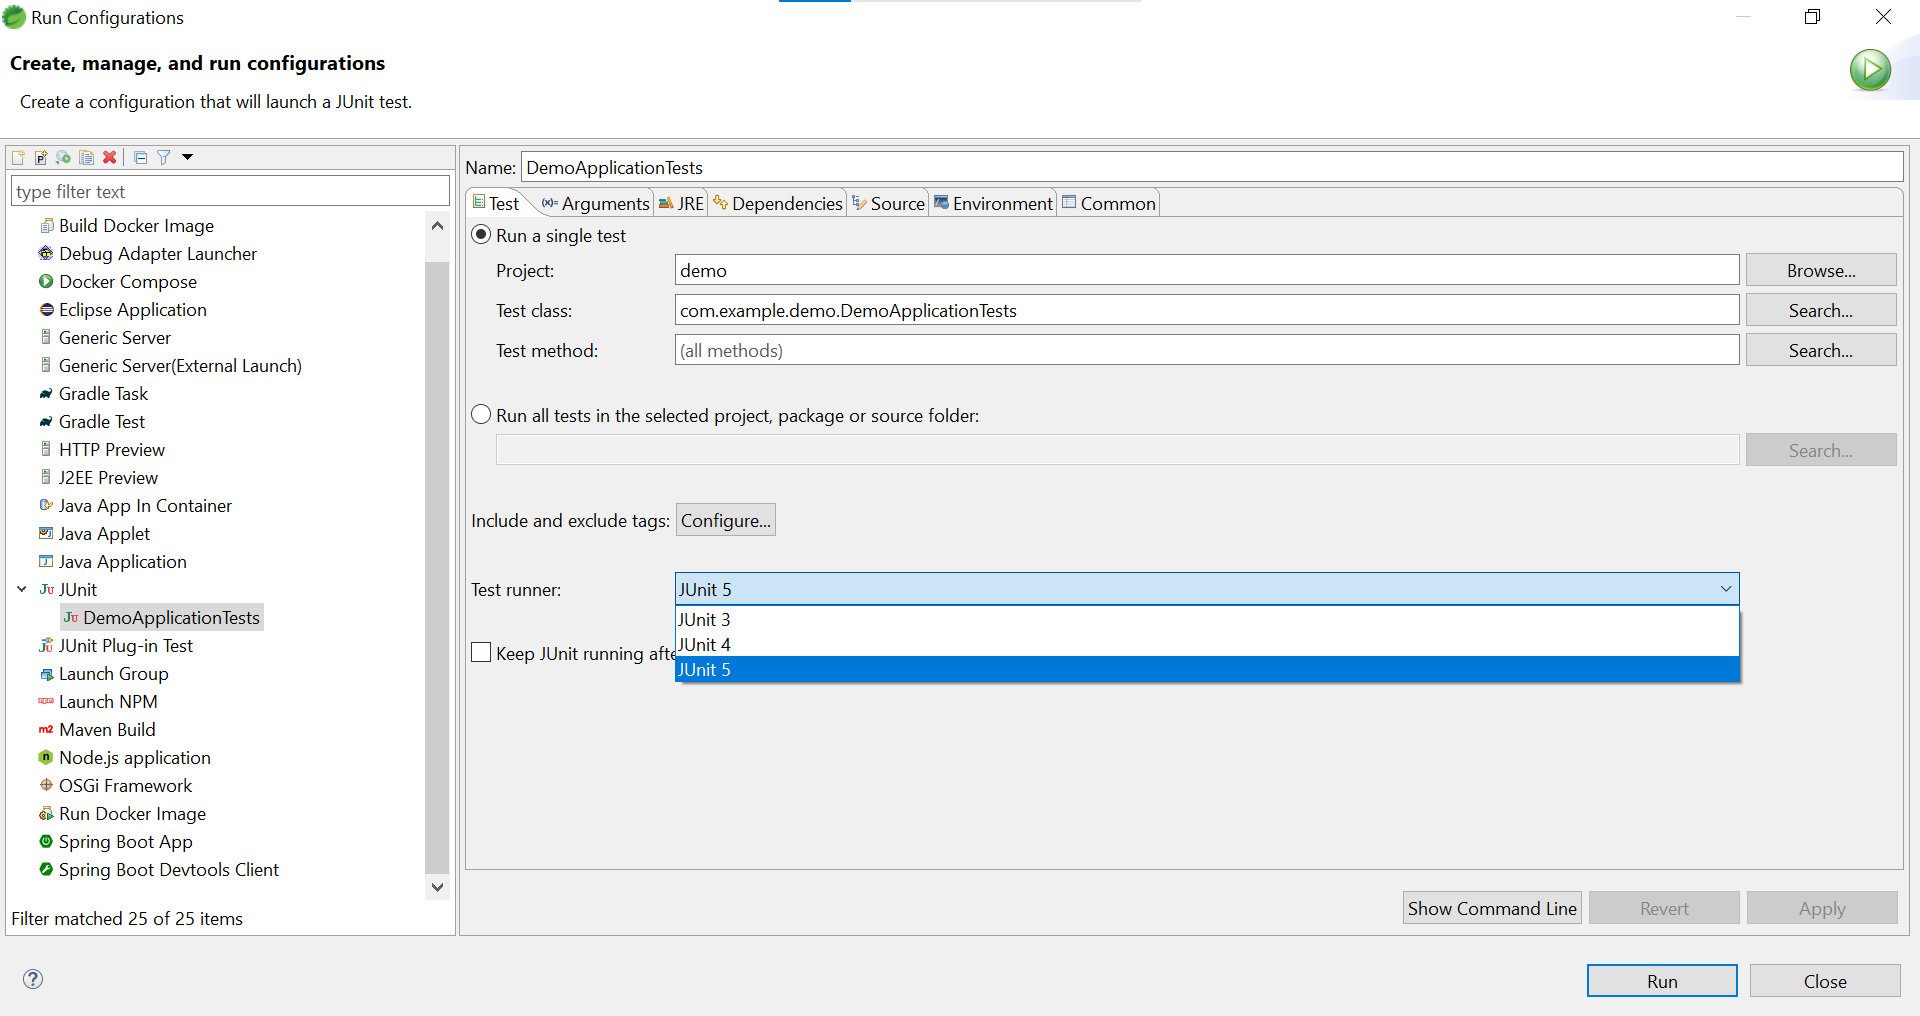 Run Configurations
Create, manage, and run configurations
Create a configuration that will launch a JUnit test.
type filter text
Build Docker Image
Debug Adapter Launcher
Docker Compose
Eclipse Application
Generic Server
Generic Server(External Launch)
Gradle Task
Gradle Test
HTTP Preview
J2EE Preview
Java App In Container
Java Applet
Java Application
JUnit
DemoApplicationTests
JUnit Plug-in Test
Launch Group
Launch NPM
Maven Build
Node.js application
OSGi Framework
Run Docker Image
Spring Boot App
Spring Boot Devtools Client
Filter matched 25 of 25 items
Name: DemoApplicationTests
Test Arguments JRE Dependencies Source Environment Common
Run a single test
Project: demo Browse...
Test class: com.example.demo.DemoApplicationTests Search...
Test method: (all methods) Search...
Run all tests in the selected project, package or source folder:
Search...
Include and exclude tags: Configure...
Test runner: JUnit 5
JUnit 3
JUnit 4
JUnit 5
Keep JUnit running afte
Show Command Line Revert Apply
Run Close